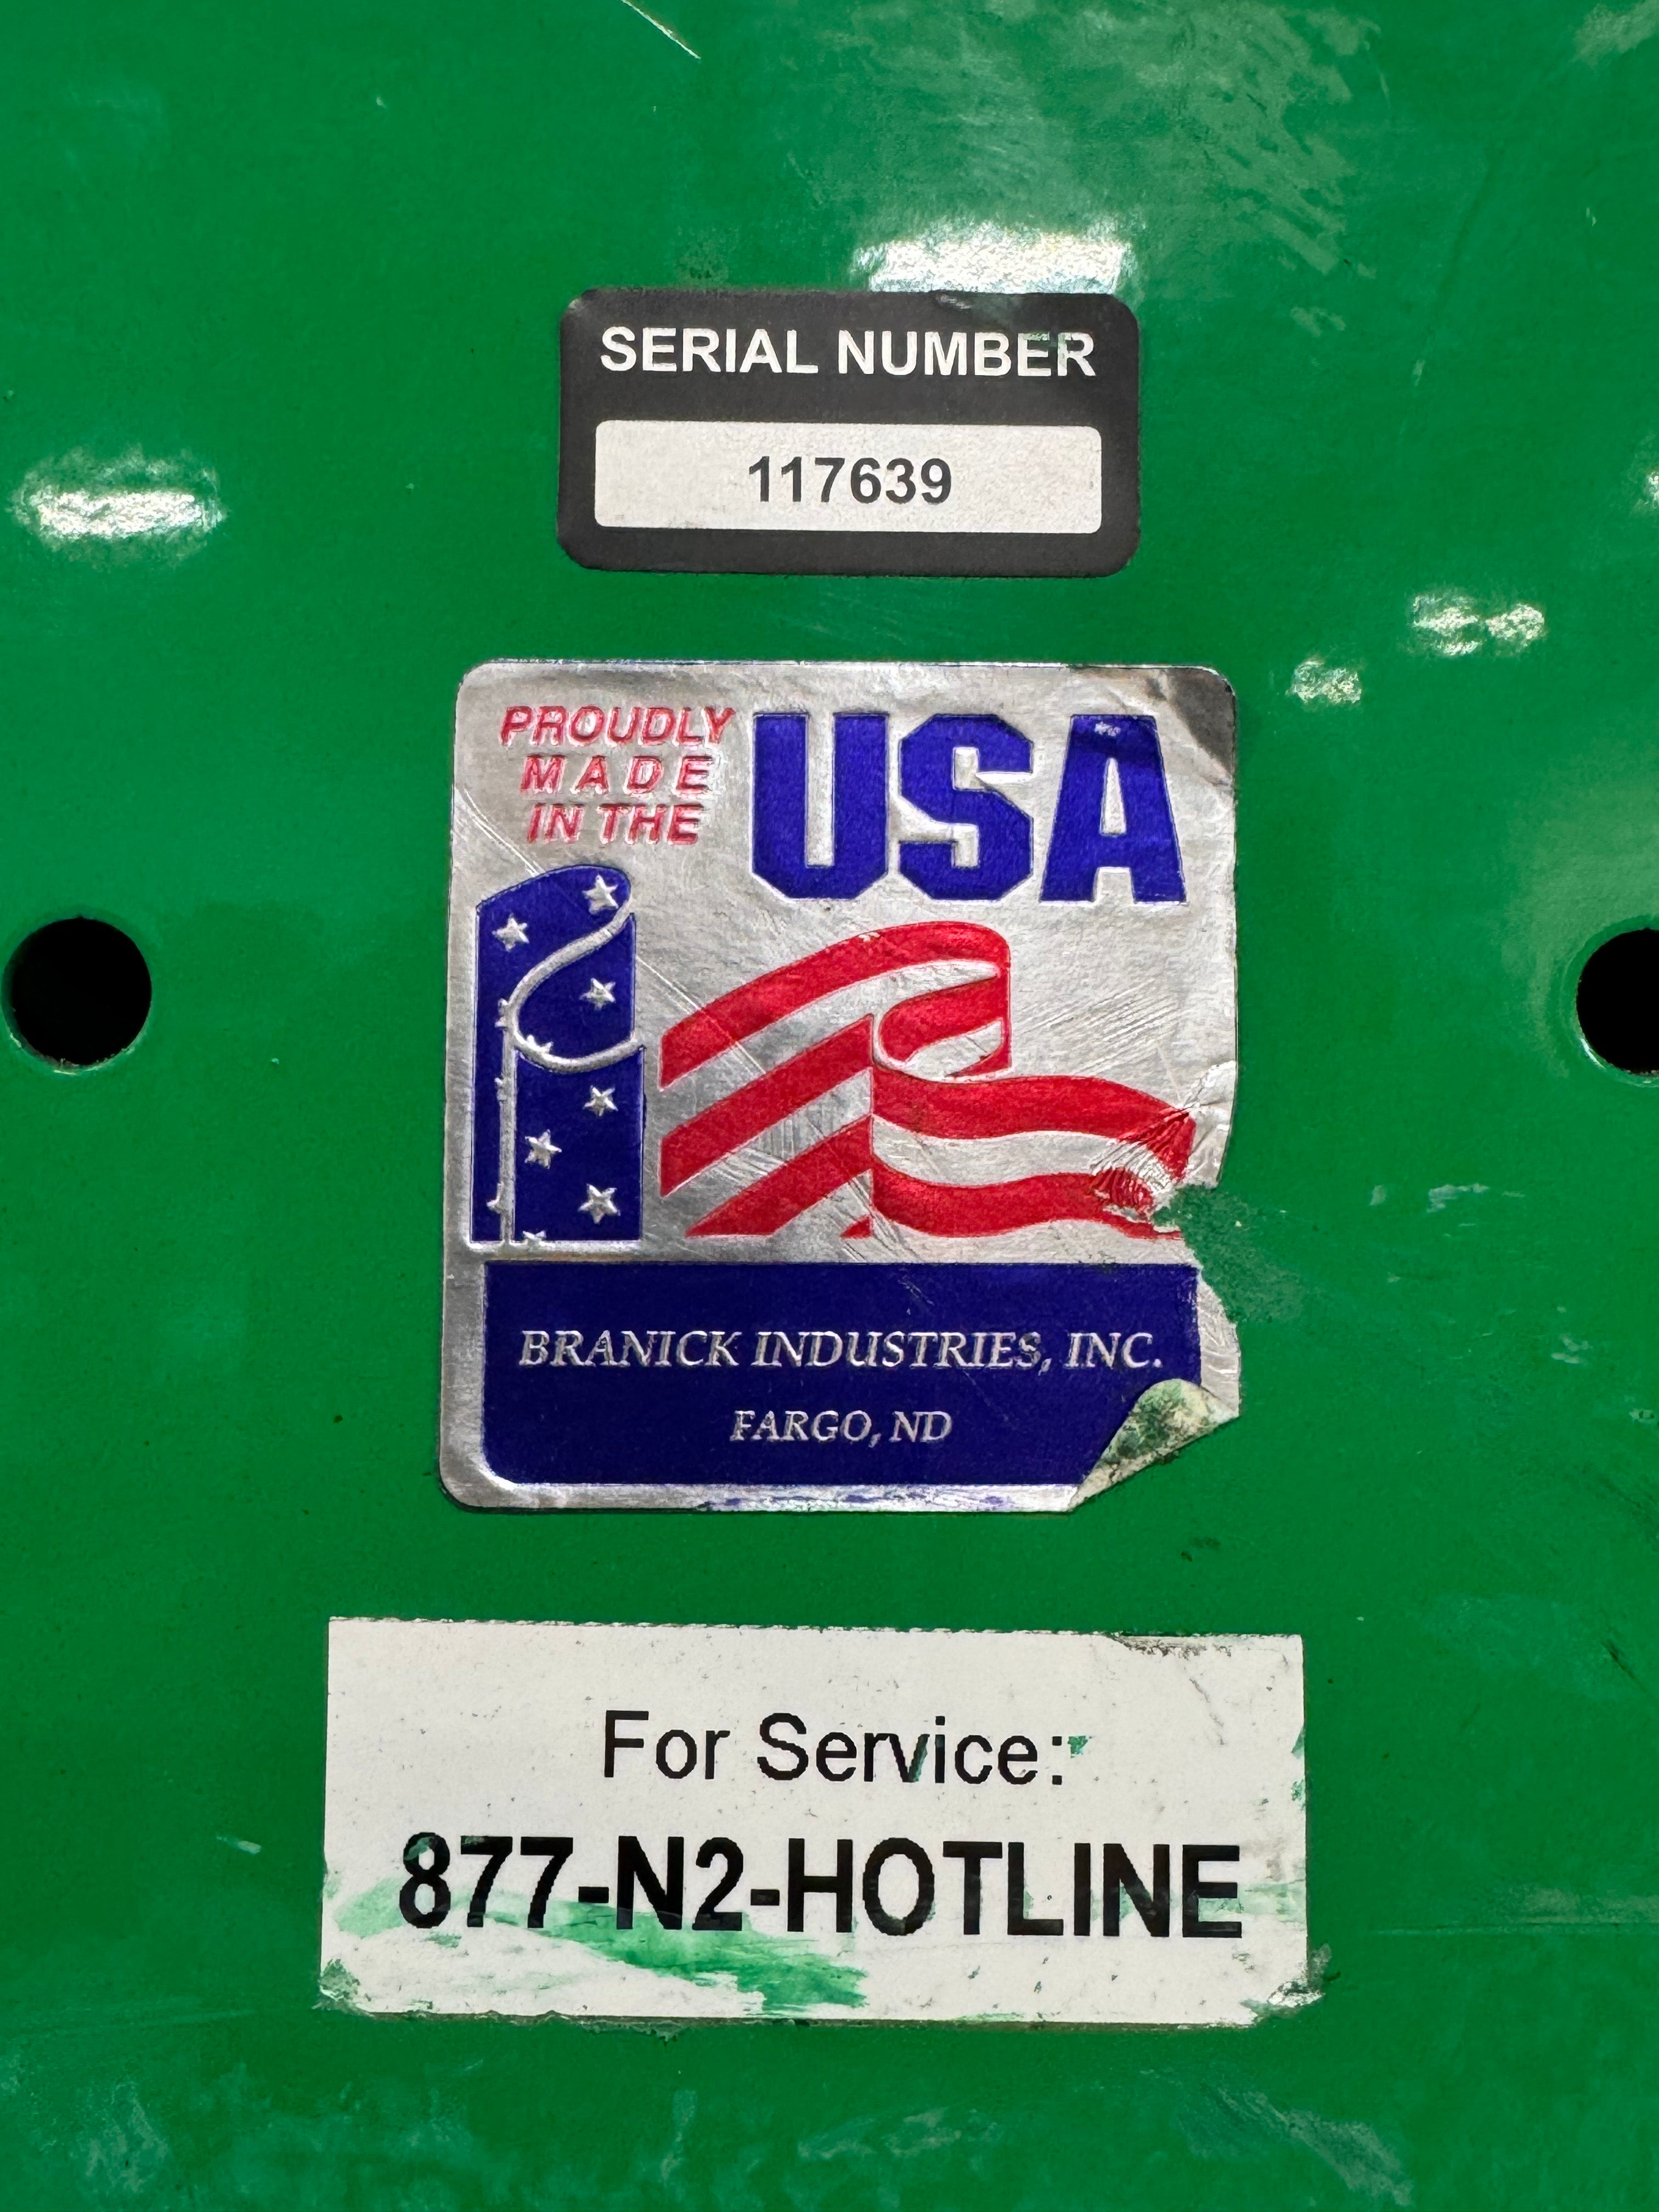 SERIAL NUMBER
117639
PROUDLY
MADE
IN THE
USA
BRANICK INDUSTRIES, INC.
FARGO, ND
For Service:
877-N2-HOTLINE